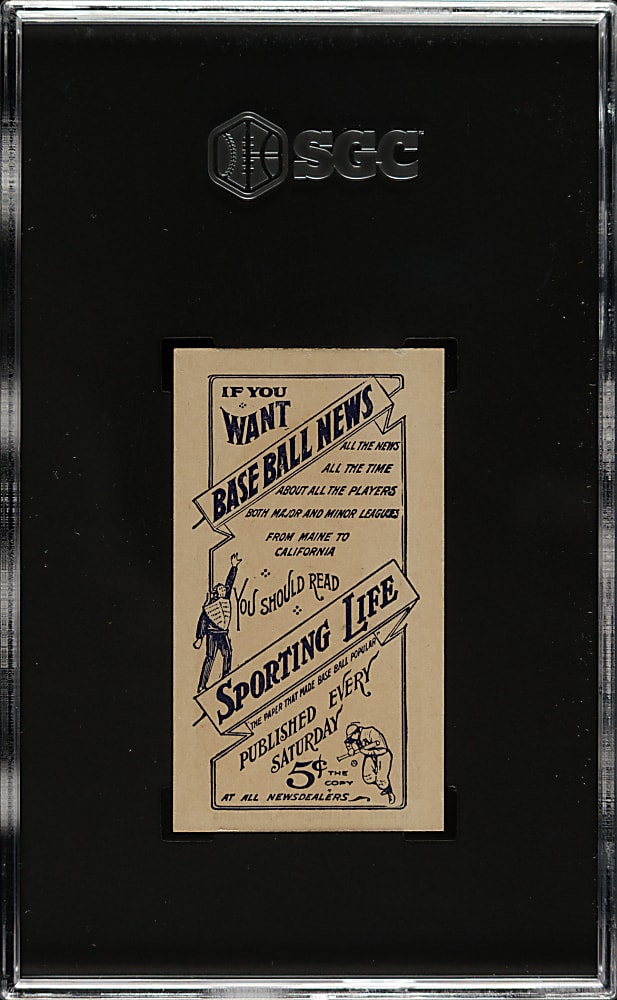 SGC
IF YOU
WANT
BASE BALL NEWS
ALL THE NEWS
ALL THE TIME
ABOUT ALL THE PLAYERS
BOTH MAJOR AND MINOR LEAGUES
FROM MAINE TO
CALIFORNIA
YOU SHOULD READ
SPORTING LIFE
"THE PAPER THAT MADE BASE BALL POPULAR"
PUBLISHED EVERY
SATURDAY
5¢ THE
COPY
AT ALL NEWSDEALERS